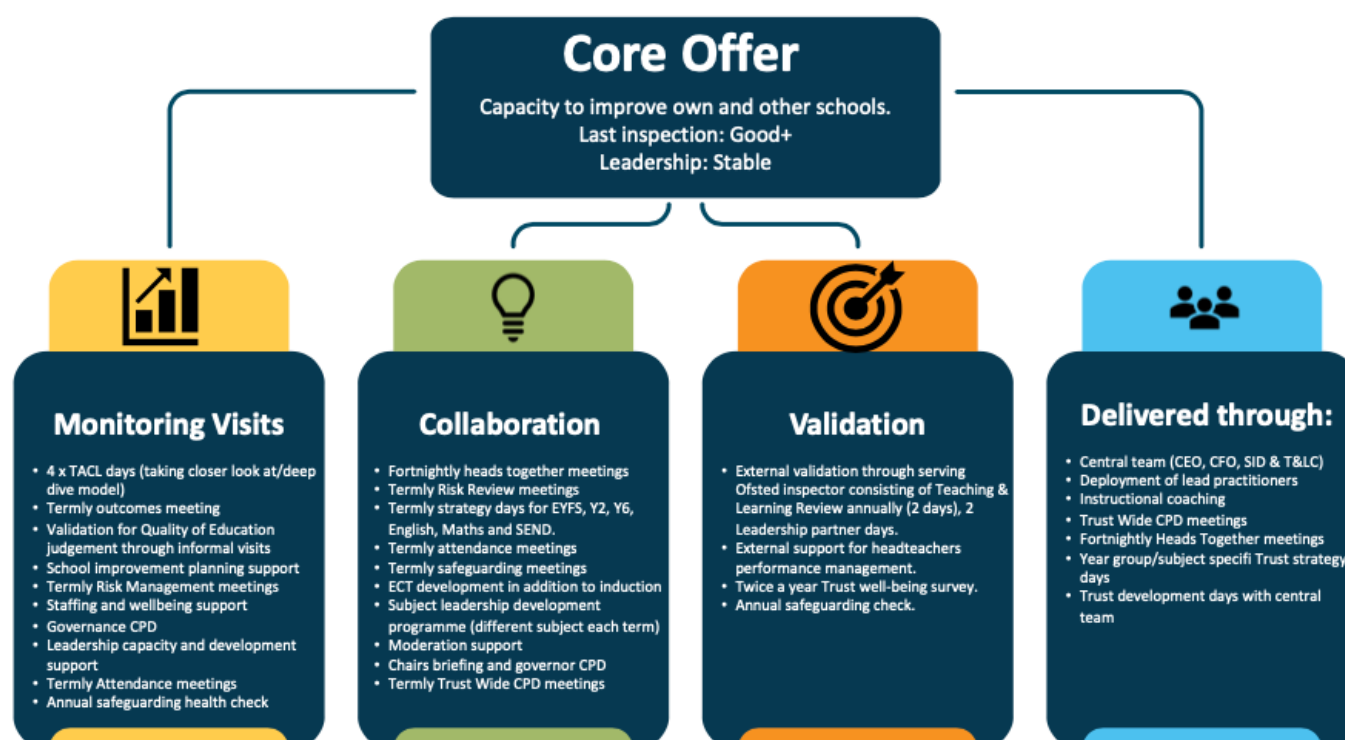 Core Offer
Capacity to improve own and other schools.
Last inspection: Good+
Leadership: Stable
Monitoring Visits
• 4 x TACL days (taking closer look at/deep
dive model)
• Termly outcomes meeting
• Validation for Quality of Education
judgement through informal visits
• School improvement planning support
• Termly Risk Management meetings
• Staffing and wellbeing support
• Governance CPD
• Leadership capacity and development
support
• Termly Attendance meetings
• Annual safeguarding health check
Collaboration
• Fortnightly heads together meetings
• Termly Risk Review meetings
• Termly strategy days for EYFS, Y2, Y6,
English, Maths and SEND.
• Termly attendance meetings
• Termly safeguarding meetings
• ECT development in addition to induction
• Subject leadership development
programme (different subject each term)
• Moderation support
• Chairs briefing and governor CPD
• Termly Trust Wide CPD meetings
Validation
• External validation through serving
Ofsted inspector consisting of Teaching &
Learning Review annually (2 days), 2
Leadership partner days.
• External support for headteachers
performance management.
• Twice a year Trust well-being survey.
• Annual safeguarding check.
Delivered through:
• Central team (CEO, CFO, SID & T&LC)
• Deployment of lead practitioners
• Instructional coaching
• Trust Wide CPD meetings
• Fortnightly Heads Together meetings
• Year group/subject specifi Trust strategy
days
• Trust development days with central
team